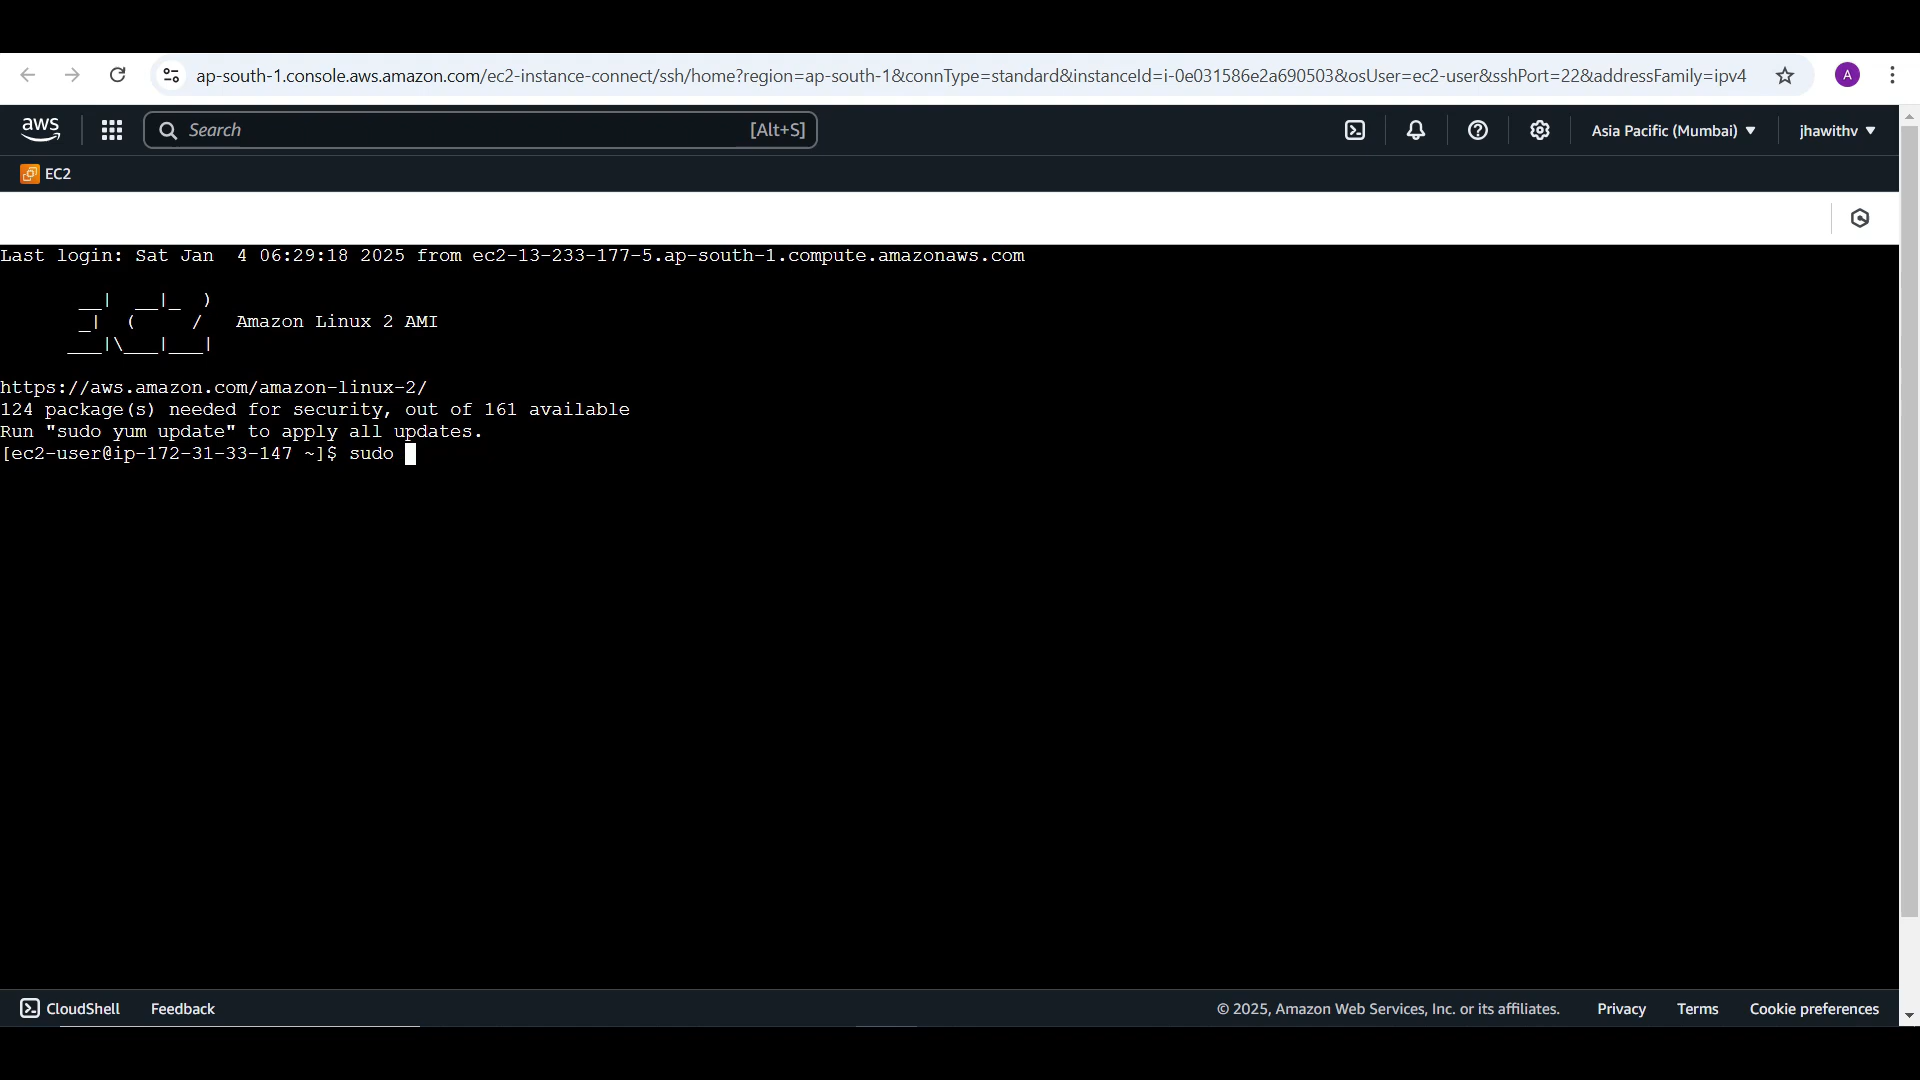 ap-south-1.console.aws.amazon.com/ec2-instance-connect/ssh/home?region=ap-south-1&connType=standard&instanceId=i-0e031586e2a690503&osUser=ec2-user&sshPort=22&addressFamily=ipv4
A
aws
Search
[Alt+S]
Asia Pacific (Mumbai)
jhawithv
EC2
Last login: Sat Jan  4 06:29:18 2025 from ec2-13-233-177-5.ap-south-1.compute.amazonaws.com
       __|  __|_  )
       _|  (     /   Amazon Linux 2 AMI
      ___|\___|___|
https://aws.amazon.com/amazon-linux-2/
124 package(s) needed for security, out of 161 available
Run "sudo yum update" to apply all updates.
[ec2-user@ip-172-31-33-147 ~]$ sudo
CloudShell
Feedback
© 2025, Amazon Web Services, Inc. or its affiliates.
Privacy
Terms
Cookie preferences